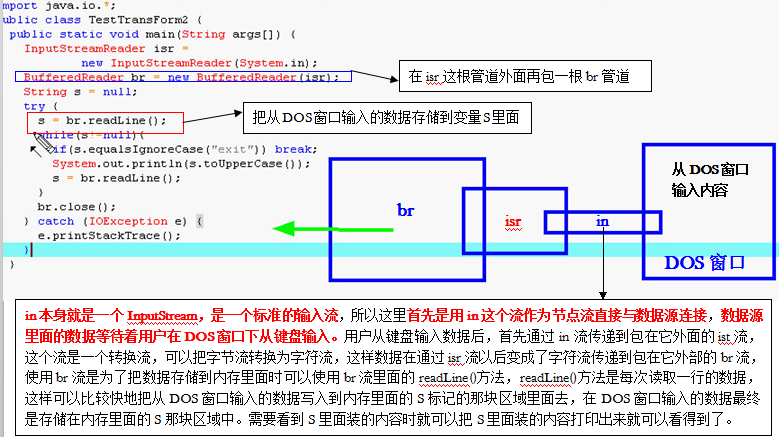 mport java.io.*;
ublic class TestTransForm2 {
public static void main(String args[]) {
InputStreamReader isr =
new InputStreamReader(System.in);
BufferedReader br = new BufferedReader(isr);
在 isr 这根管道外面再包一根 br 管道
String s = null;
try {
s = br.readLine();
把从 DOS 窗口输入的数据存储到变量 S 里面
while(s!=null){
if(s.equalsIgnoreCase("exit")) break;
System.out.println(s.toUpperCase());
s = br.readLine();
}
br.close();
} catch (IOException e) {
e.printStackTrace();
}
}
br
isr
in
从 DOS 窗口
输入内容
DOS 窗口
in 本身就是一个 InputStream，是一个标准的输入流，所以这里首先是用 in 这个流作为节点流直接与数据源连接，数据源
里面的数据等待着用户在 DOS 窗口下从键盘输入。用户从键盘输入数据后，首先通过 in 流传递到包在它外面的 ist 流，
这个流是一个转换流，可以把字节流转换为字符流，这样数据在通过 isr 流以后变成了字符流传递到包在它外部的 br 流，
使用 br 流是为了把数据存储到内存里面时可以使用 br 流里面的 readLine()方法，readLine()方法是每次读取一行的数据，
这样可以比较快地把从 DOS 窗口输入的数据写入到内存里面的 S 标记的那块区域里面去，在 DOS 窗口输入的数据最终
是存储在内存里面的 S 那块区域中。需要看到 S 里面装的内容时就可以把 S 里面装的内容打印出来就可以看得到了。